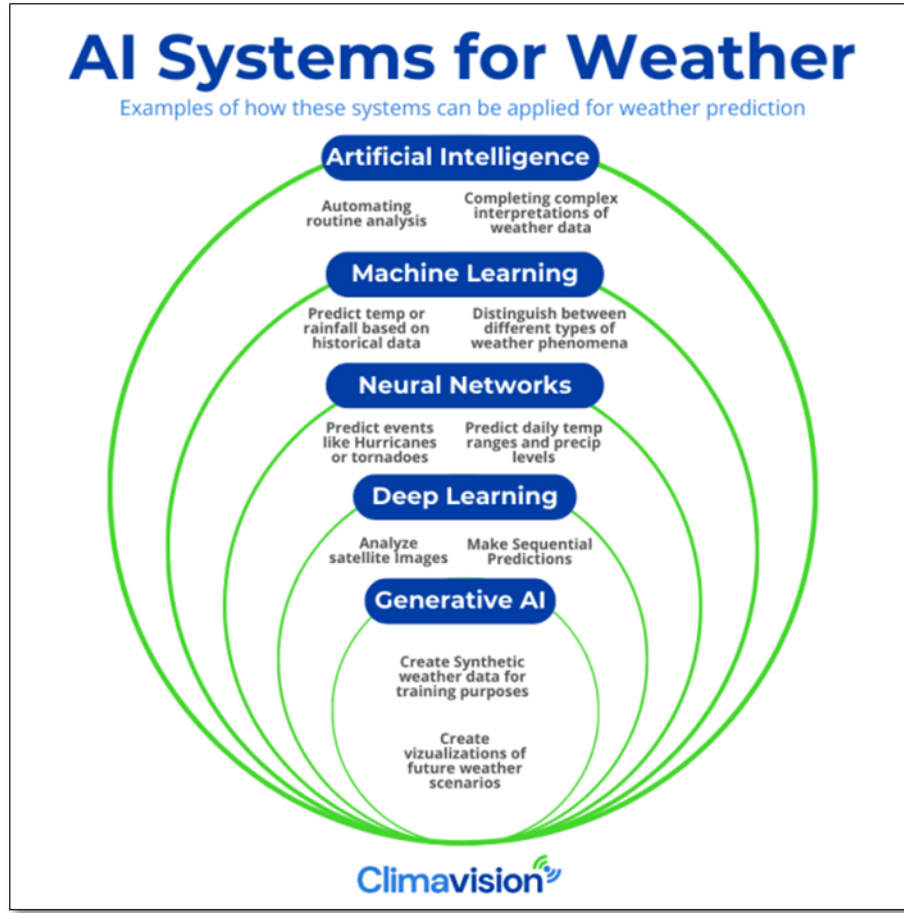 AI Systems for Weather
Examples of how these systems can be applied for weather prediction
Artificial Intelligence
Automating
routine analysis
Completing complex
interpretations of
weather data
Machine Learning
Predict temp or
rainfall based on
historical data
Distinguish between
different types of
weather phenomena
Neural Networks
Predict events
like Hurricanes
or tornadoes
Predict daily temp
ranges and precip
levels
Deep Learning
Analyze
satellite Images
Make Sequential
Predictions
Generative AI
Create Synthetic
weather data for
training purposes
Create
vizualizations of
future weather
scenarios
Climavision